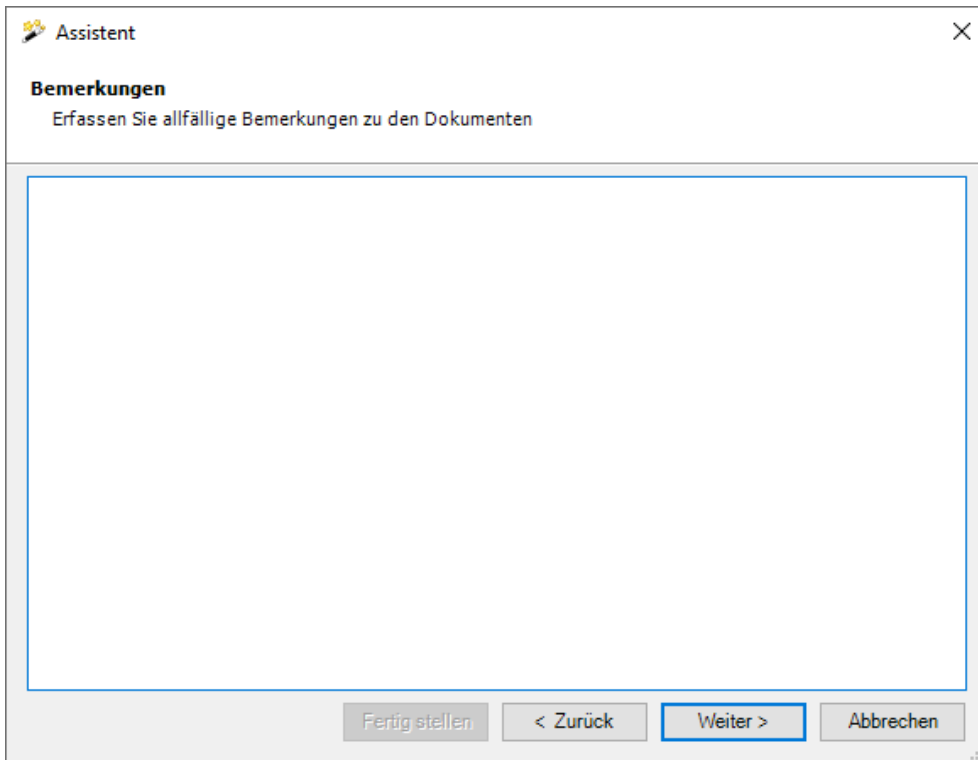 Assistent
Bemerkungen
Erfassen Sie allfällige Bemerkungen zu den Dokumenten
Fertig stellen
< Zurück
Weiter >
Abbrechen